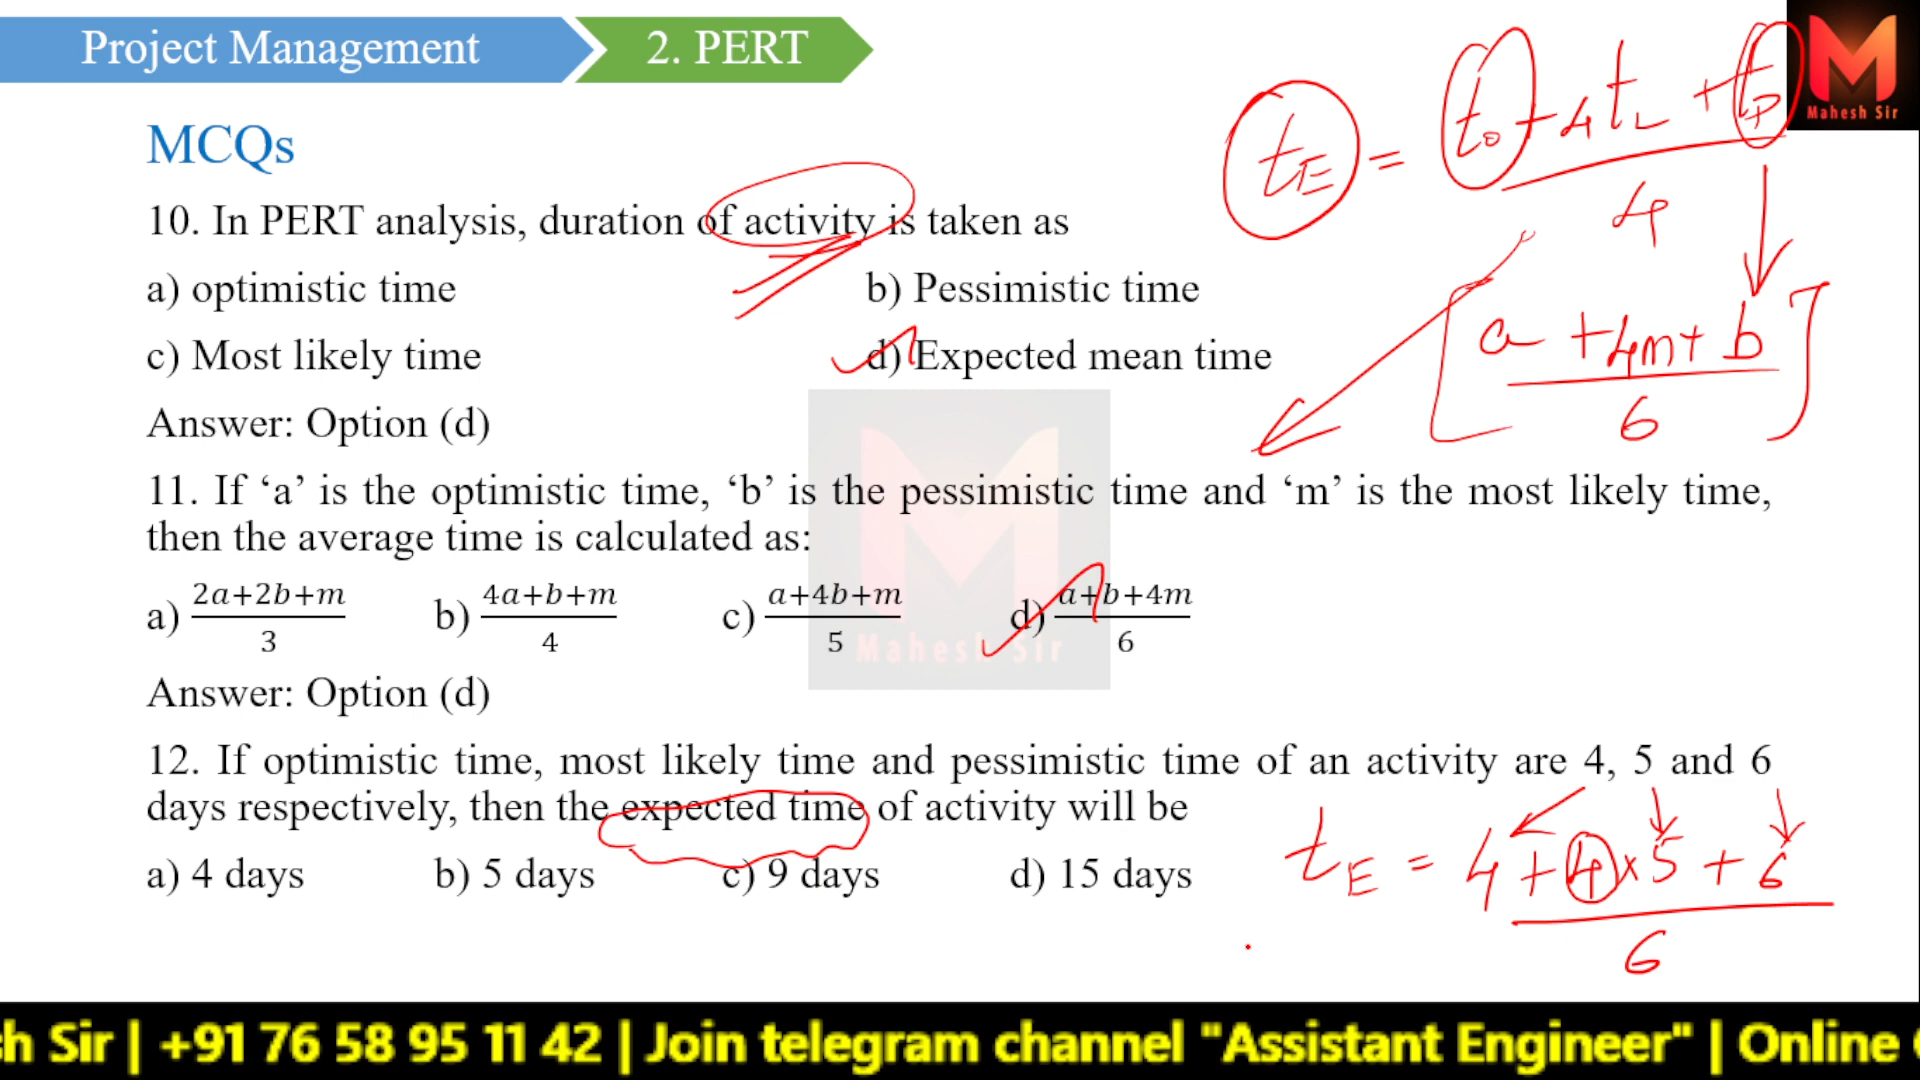 Project Management
2. PERT
M
Mahesh Sir
MCQs
tE = to + 4tL + tP / 4
10. In PERT analysis, duration of activity is taken as
a) optimistic time b) Pessimistic time
[a + 4m + b / 6]
c) Most likely time d) Expected mean time
Answer: Option (d)
11. If ‘a’ is the optimistic time, ‘b’ is the pessimistic time and ‘m’ is the most likely time,
then the average time is calculated as:
a) 2a+2b+m / 3 b) 4a+b+m / 4 c) a+4b+m / 5 d) a+b+4m / 6
Mahesh Sir
Answer: Option (d)
12. If optimistic time, most likely time and pessimistic time of an activity are 4, 5 and 6
days respectively, then the expected time of activity will be
a) 4 days b) 5 days c) 9 days d) 15 days
tE = 4 + 4 x 5 + 6 / 6
h Sir | +91 76 58 95 11 42 | Join telegram channel "Assistant Engineer" | Online